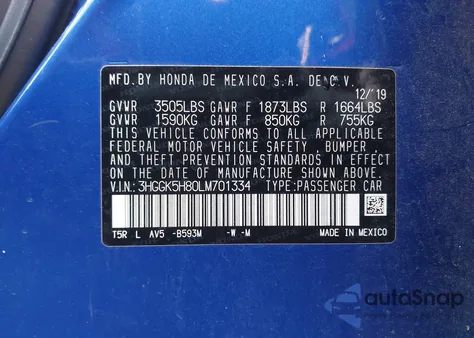 MFD. BY HONDA DE MEXICO S.A. DE C.V.
12/'19
GVWR 3505LBS GAWR F 1873LBS R 1664LBS
GVWR 1590KG GAWR F 850KG R 755KG
THIS VEHICLE CONFORMS TO ALL APPLICABLE
FEDERAL MOTOR VEHICLE SAFETY, BUMPER,
AND THEFT PREVENTION STANDARDS IN EFFECT
ON THE DATE OF MANUFACTURE SHOWN ABOVE.
V.I.N: 3HGGK5H80LM701334 TYPE:PASSENGER CAR
T5R L AV5 -B593M -W -M MADE IN MEXICO
autoSnap